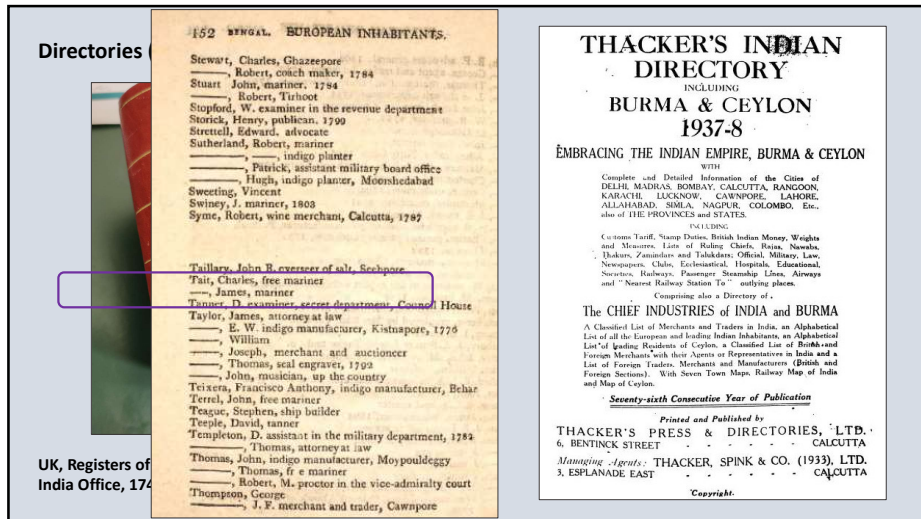 Directories (
UK, Registers of
India Office, 174
152 BENGAL. EUROPEAN INHABITANTS.
Stewart, Charles, Ghazeepore
———, Robert, coach maker, 1784
Stuart John, mariner. 1794
———, Robert, Tirhoot
Stopford, W. examiner in the revenue department
Storick, Henry, publican. 1799
Strettell, Edward, advocate
Sutherland, Robert, mariner
———, ———, indigo planter
———, Patrick, assistant military board office
———, Hugh, indigo planter, Moorshedabad
Sweeting, Vincent
Swiney, J. mariner, 1803
Syme, Robert, wine merchant, Calcutta, 1787
Taillary, John B. overseer of salt, Seebpore
Tait, Charles, free mariner
——, James, mariner
Tanner, D. examiner, secret department, Council House
Taylor, James, attorney at law
———, E. W. indigo manufacturer, Kistnapore, 1776
———, William
———, Joseph, merchant and auctioneer
———, Thomas, seal engraver, 1792
———, John, musician, up the country
Teixera, Francisco Anthony, indigo manufacturer, Behar
Terrel, John, free mariner
Teague, Stephen, ship builder
Teeple, David, tanner
Templeton, D. assistant in the military department, 1782
———, Thomas, attorney at law
Thomas, John, indigo manufacturer, Moypouldeggy
———, Thomas, fr e mariner
———, Robert, M. proctor in the vice-admiralty court
Thompson, George
———, J. F. merchant and trader, Cawnpore
THACKER'S INDIAN
DIRECTORY
INCLUDING
BURMA & CEYLON
1937-8
EMBRACING THE INDIAN EMPIRE, BURMA & CEYLON
WITH
Complete and Detailed Information of the Cities of
DELHI, MADRAS, BOMBAY, CALCUTTA, RANGOON,
KARACHI, LUCKNOW, CAWNPORE, LAHORE,
ALLAHABAD, SIMLA, NAGPUR, COLOMBO, Etc.,
also of THE PROVINCES and STATES.
INCLUDING
Customs Tariff, Stamp Duties, British Indian Money, Weights
and Measures, Lists of Ruling Chiefs, Rajas, Nawabs,
Thakurs, Zamindars and Talukdars; Official, Military, Law,
Newspapers, Clubs, Ecclesiastical, Hospitals, Educational,
Societies, Railways, Passenger Steamship Lines, Airways
and "Nearest Railway Station To" outlying places.
Comprising also a Directory of
The CHIEF INDUSTRIES of INDIA and BURMA
A Classified List of Merchants and Traders in India, an Alphabetical
List of all the European and leading Indian Inhabitants, an Alphabetical
List of leading Residents of Ceylon, a Classified List of British and
Foreign Merchants with their Agents or Representatives in India and a
List of Foreign Traders, Merchants and Manufacturers (British and
Foreign Sections). With Seven Town Maps, Railway Map of India
and Map of Ceylon.
Seventy-sixth Consecutive Year of Publication
Printed and Published by
THACKER'S PRESS & DIRECTORIES, LTD.
6, BENTINCK STREET - - - - - CALCUTTA
Managing Agents: THACKER, SPINK & CO. (1933), LTD.
3, ESPLANADE EAST - - - - - CALCUTTA
Copyright.